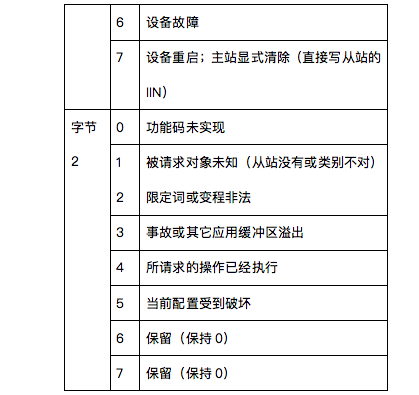 6 设备故障
7 设备重启；主站显式清除（直接写从站的
IIN）
字节 0 功能码未实现
2 1 被请求对象未知（从站没有或类别不对）
2 限定词或变程非法
3 事故或其它应用缓冲区溢出
4 所请求的操作已经执行
5 当前配置受到破坏
6 保留（保持 0）
7 保留（保持 0）